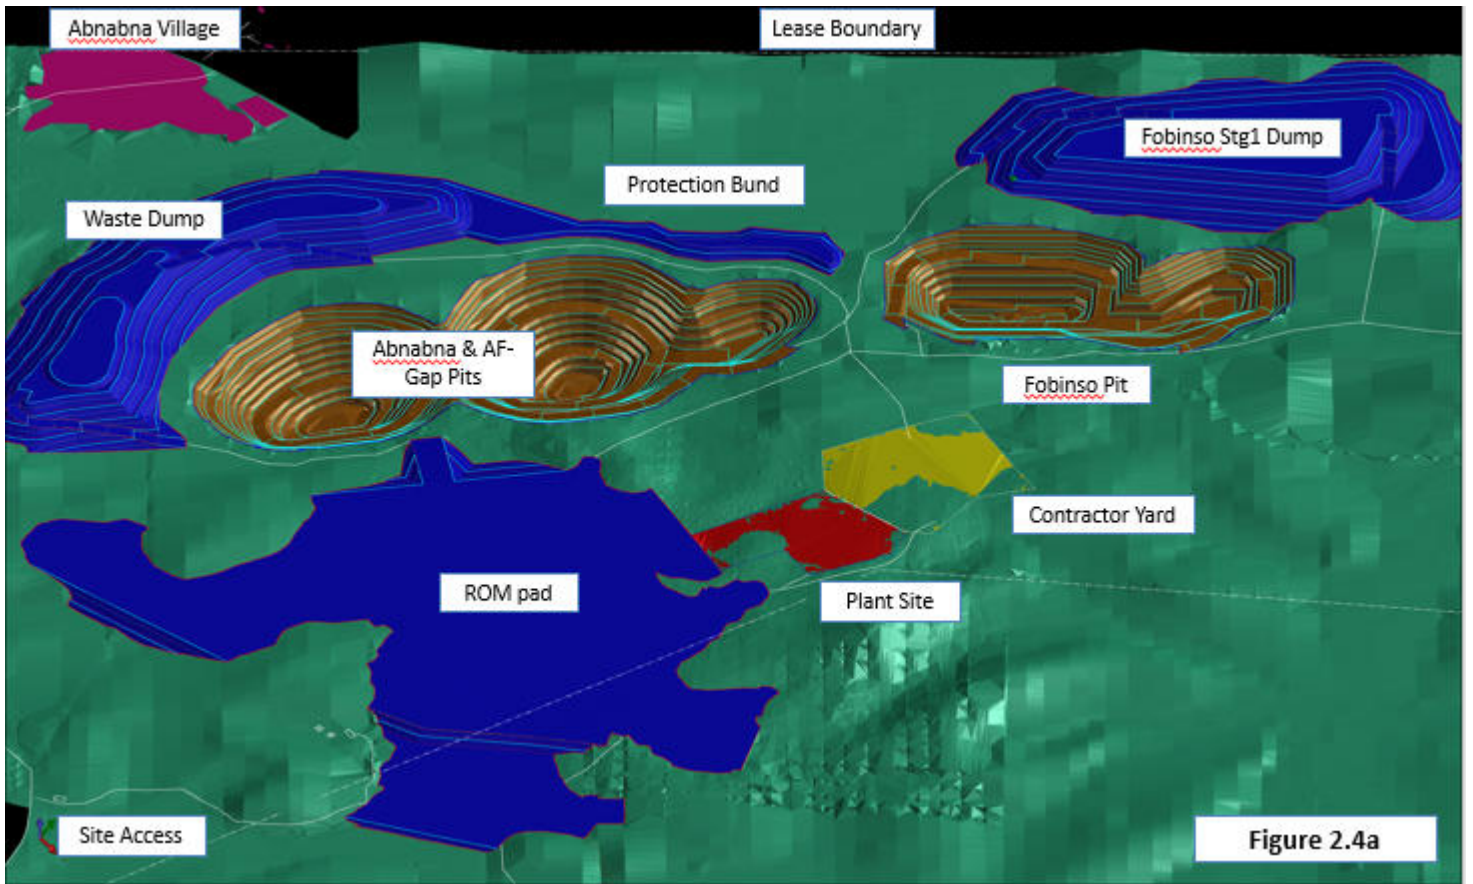 Abnabna Village
Lease Boundary
Fobinso Stg1 Dump
Protection Bund
Waste Dump
Abnabna & AF-
Gap Pits
Fobinso Pit
Contractor Yard
ROM pad
Plant Site
Site Access
Figure 2.4a